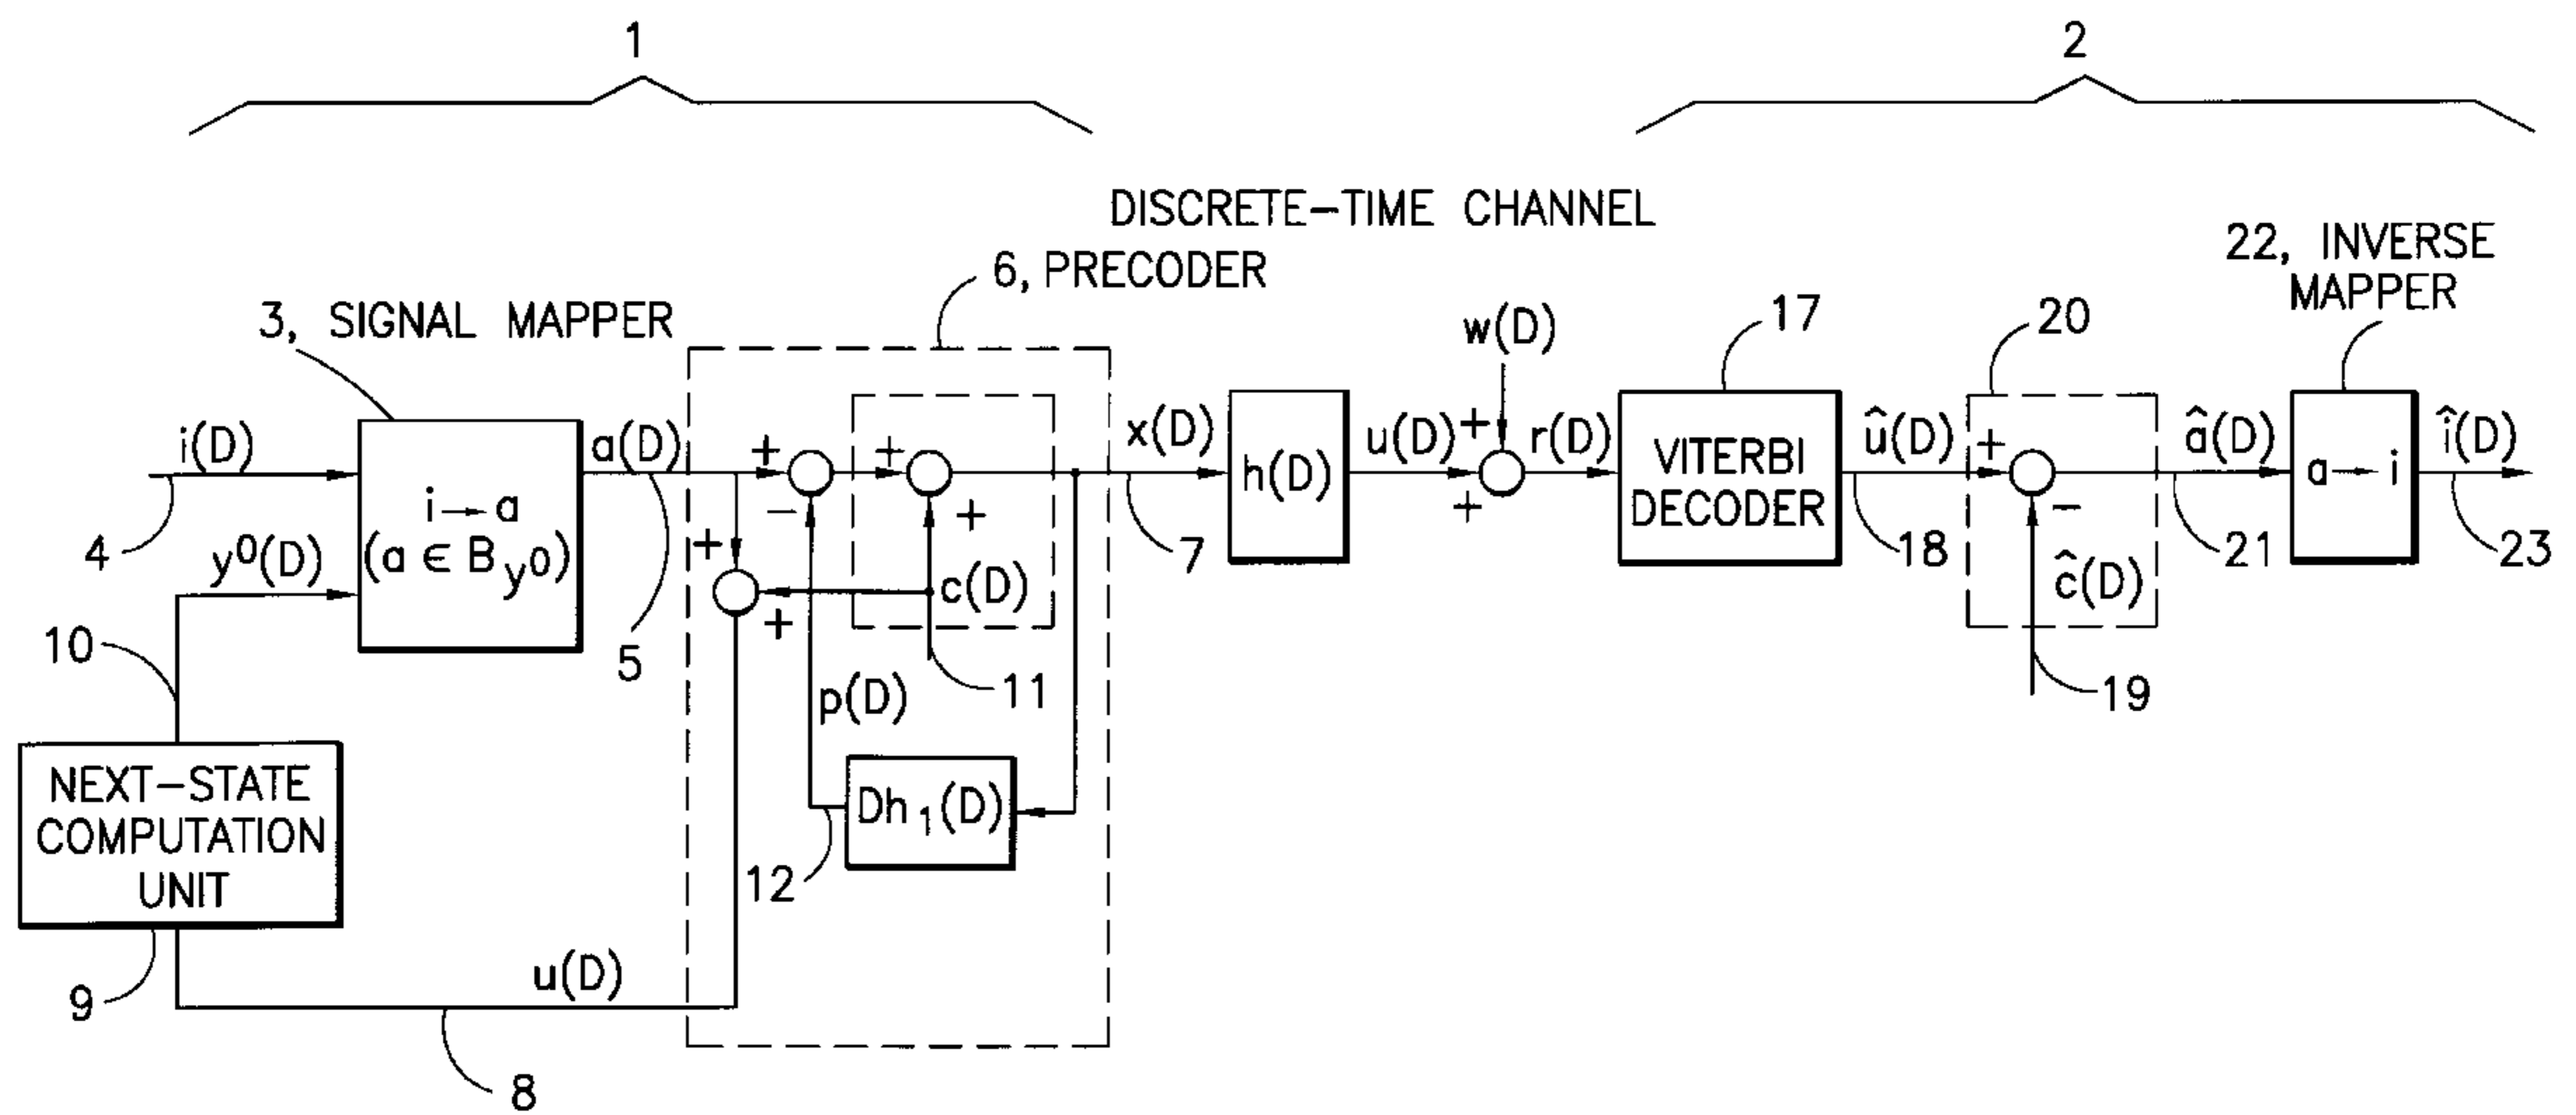 1
2
DISCRETE-TIME CHANNEL
6, PRECODER
22, INVERSE
MAPPER
3, SIGNAL MAPPER
w(D)
17
20
i(D)
a(D)
+
+
x(D)
u(D)
+
r(D)
û(D)
+
â(D)
î(D)
i→a
(a ∈ B_y⁰)
h(D)
VITERBI
DECODER
a→i
−
+
+
−
4
y⁰(D)
+
c(D)
+
7
18
ĉ(D)
21
23
10
5
p(D)
11
19
NEXT-STATE
COMPUTATION
UNIT
Dh₁(D)
12
9
u(D)
8